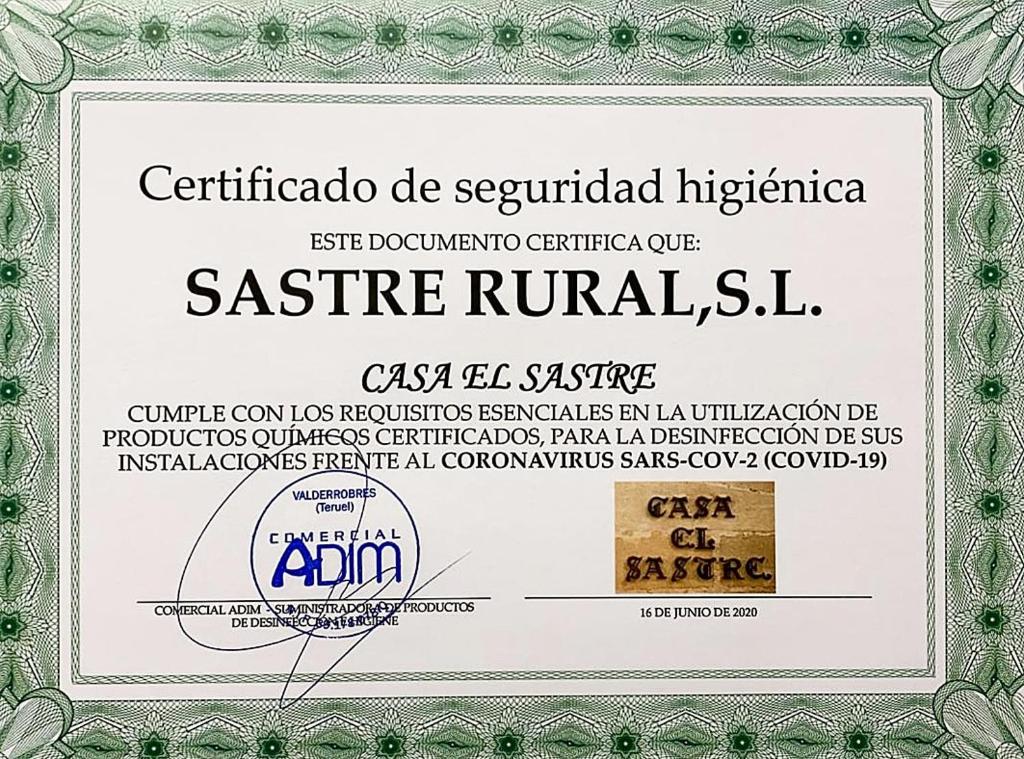 Certificado de seguridad higiénica
ESTE DOCUMENTO CERTIFICA QUE:
SASTRE RURAL,S.L.
CASA EL SASTRE
CUMPLE CON LOS REQUISITOS ESENCIALES EN LA UTILIZACIÓN DE
PRODUCTOS QUÍMICOS CERTIFICADOS, PARA LA DESINFECCIÓN DE SUS
INSTALACIONES FRENTE AL CORONAVIRUS SARS-COV-2 (COVID-19)
VALDERROBRES
(Teruel)
COMERCIAL
ADIM
COMERCIAL ADIM - SUMINISTRADOR DE PRODUCTOS
DE DESINFECCIÓN E HIGIENE
CASA
EL
SASTRE
16 DE JUNIO DE 2020